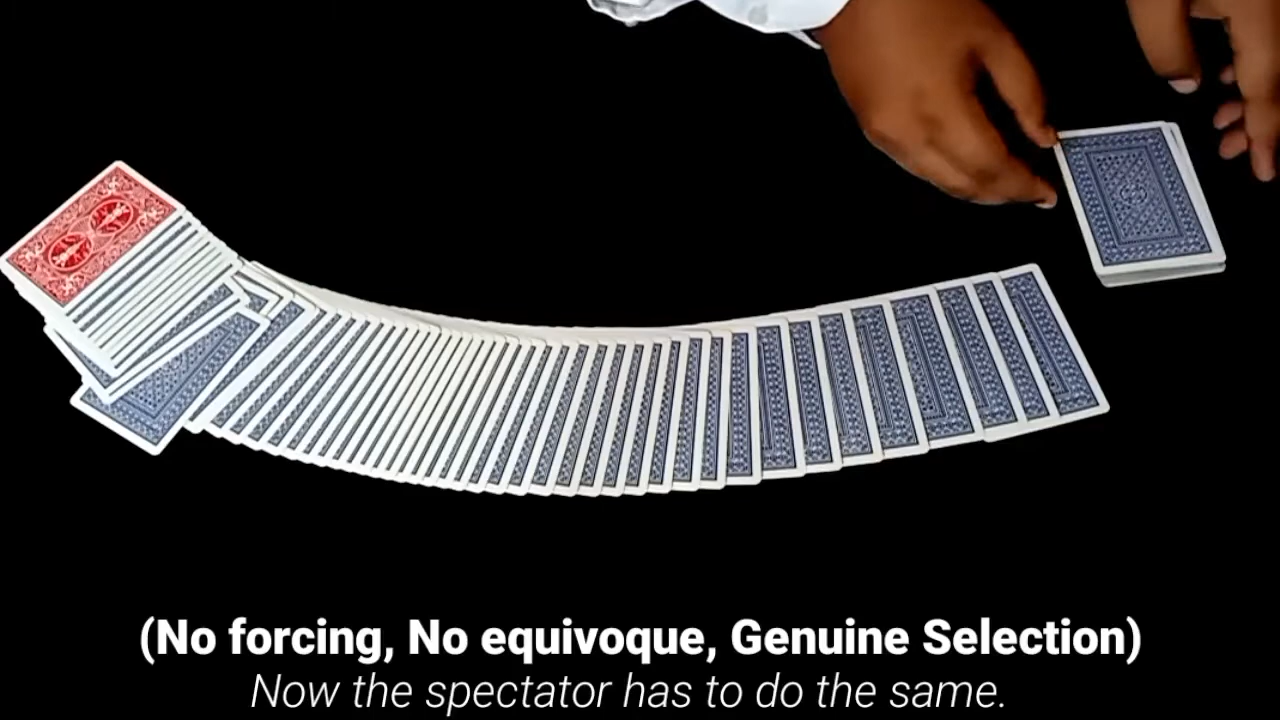 (No forcing, No equivoque, Genuine Selection)
Now the spectator has to do the same.